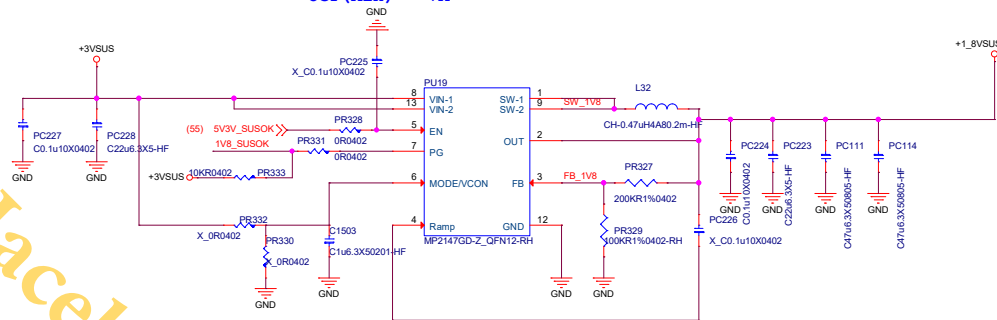 GND
+3VSUS
+1_8VSUS
PC225
X_C0.1u10X0402
PU19
L32
8
VIN-1
SW-1
1
13
VIN-2
SW-2
9
SW_1V8
CH-0.47uH4A80.2m-HF
PC227
C0.1u10X0402
PC228
C22u6.3X5-HF
(55)
5V3V_SUSOK
PR328
0R0402
5
EN
OUT
2
1V8_SUSOK
PR331
0R0402
7
PG
PC224
C0.1u10X0402
PC223
C22u6.3X5-HF
PC111
C47u6.3X50805-HF
PC114
C47u6.3X50805-HF
GND
GND
+3VSUS
10KR0402
PR333
6
MODE/VCON
FB
3
FB_1V8
PR327
200KR1%0402
GND
GND
GND
GND
PR332
X_0R0402
4
Ramp
GND
12
PR330
X_0R0402
C1503
C1u6.3X50201-HF
MP2147GD-Z_QFN12-RH
PR329
100KR1%0402-RH
PC226
X_C0.1u10X0402
GND
GND
GND
GND